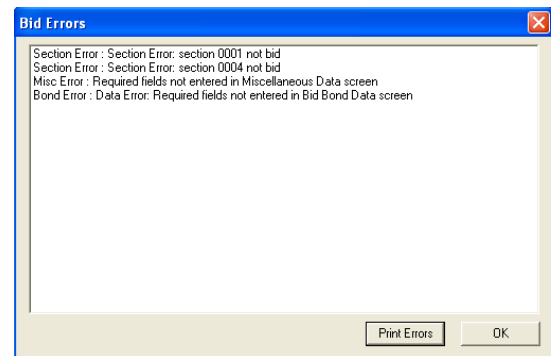 Bid Errors
Section Error : Section Error: section 0001 not bid
Section Error : Section Error: section 0004 not bid
Misc Error : Required fields not entered in Miscellaneous Data screen
Bond Error : Data Error: Required fields not entered in Bid Bond Data screen
Print Errors OK